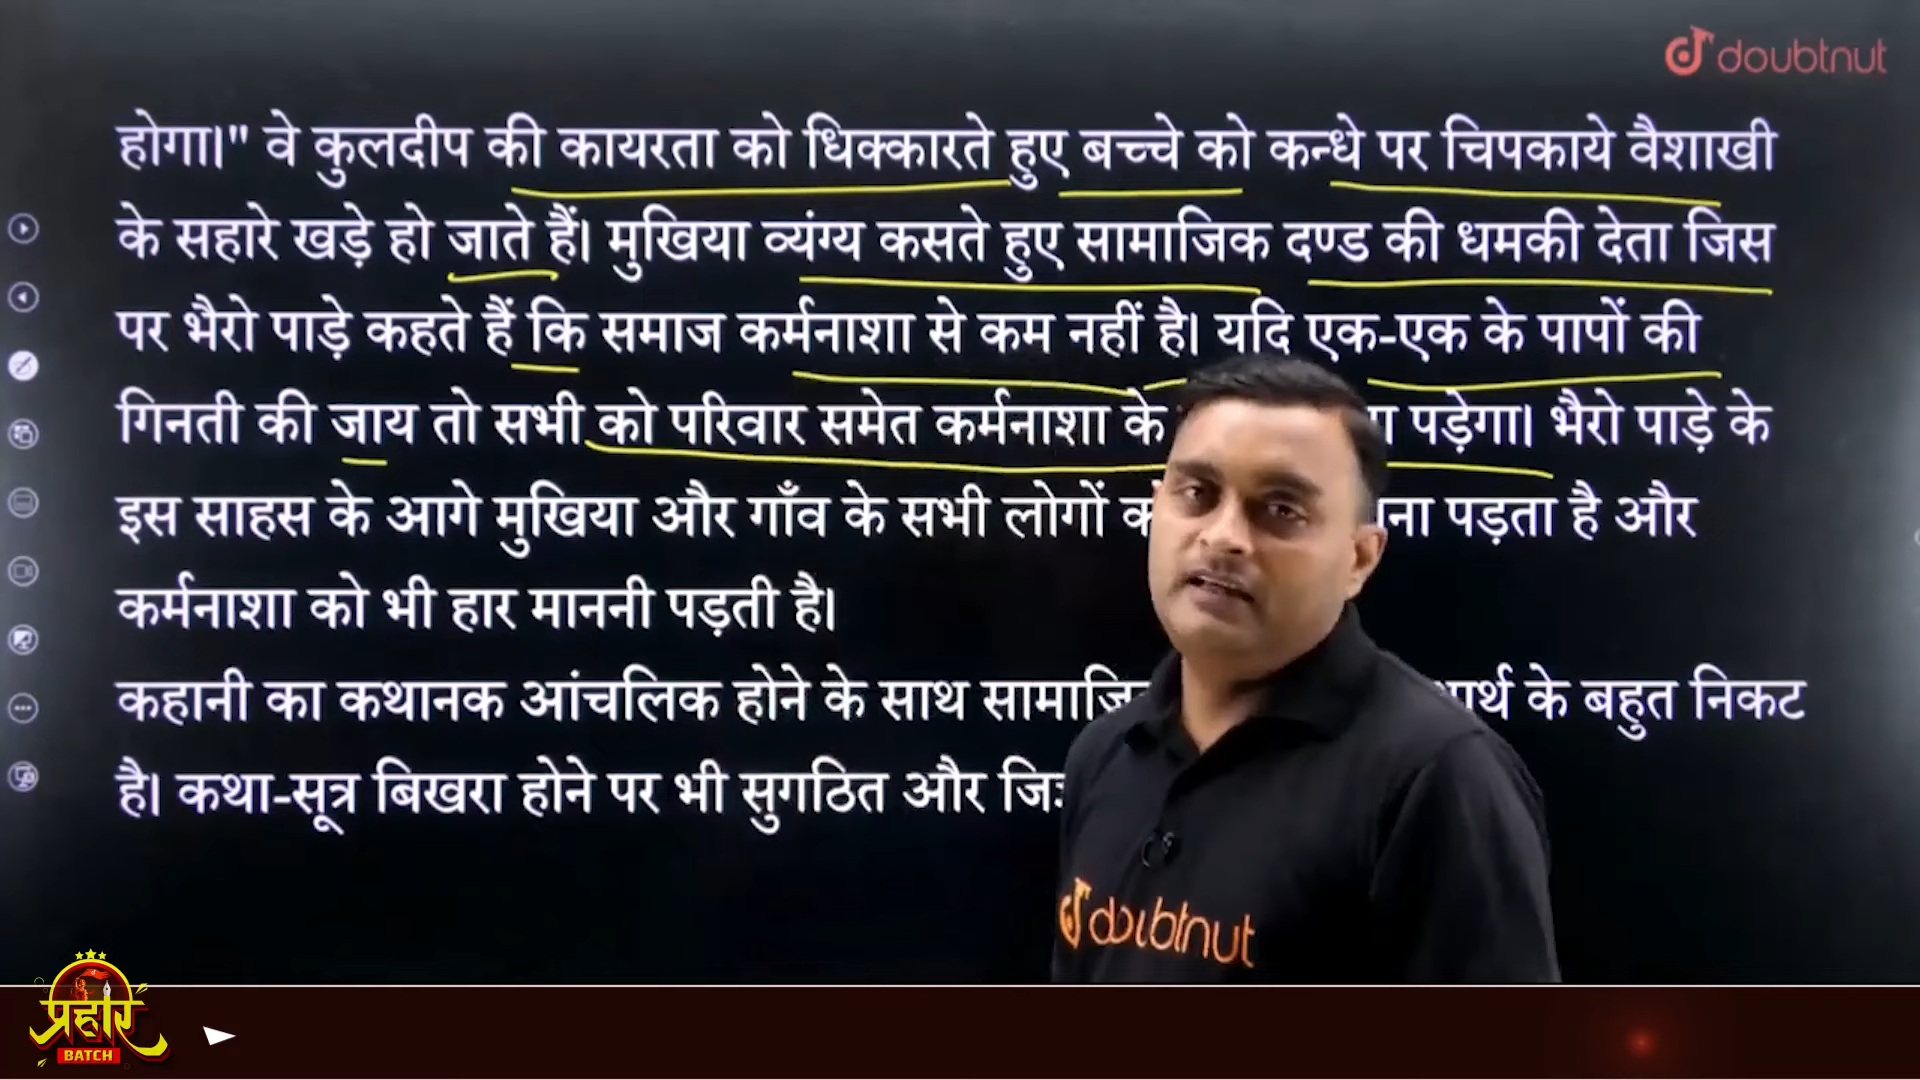 doubtnut
होगा।" वे कुलदीप की कायरता को धिक्कारते हुए बच्चे को कन्धे पर चिपकाये वैशाखी
के सहारे खड़े हो जाते हैं। मुखिया व्यंग्य कसते हुए सामाजिक दण्ड की धमकी देता जिस
पर भैरो पाड़े कहते हैं कि समाज कर्मनाशा से कम नहीं है। यदि एक-एक के पापों की
गिनती की जाय तो सभी को परिवार समेत कर्मनाशा के पड़ेगा। भैरो पाड़े के
इस साहस के आगे मुखिया और गाँव के सभी लोगों पड़ता है और
कर्मनाशा को भी हार माननी पड़ती है।
कहानी का कथानक आंचलिक होने के साथ के बहुत निकट
है। कथा-सूत्र बिखरा होने पर भी सुगठित और
doubtnut
प्रहार
BATCH